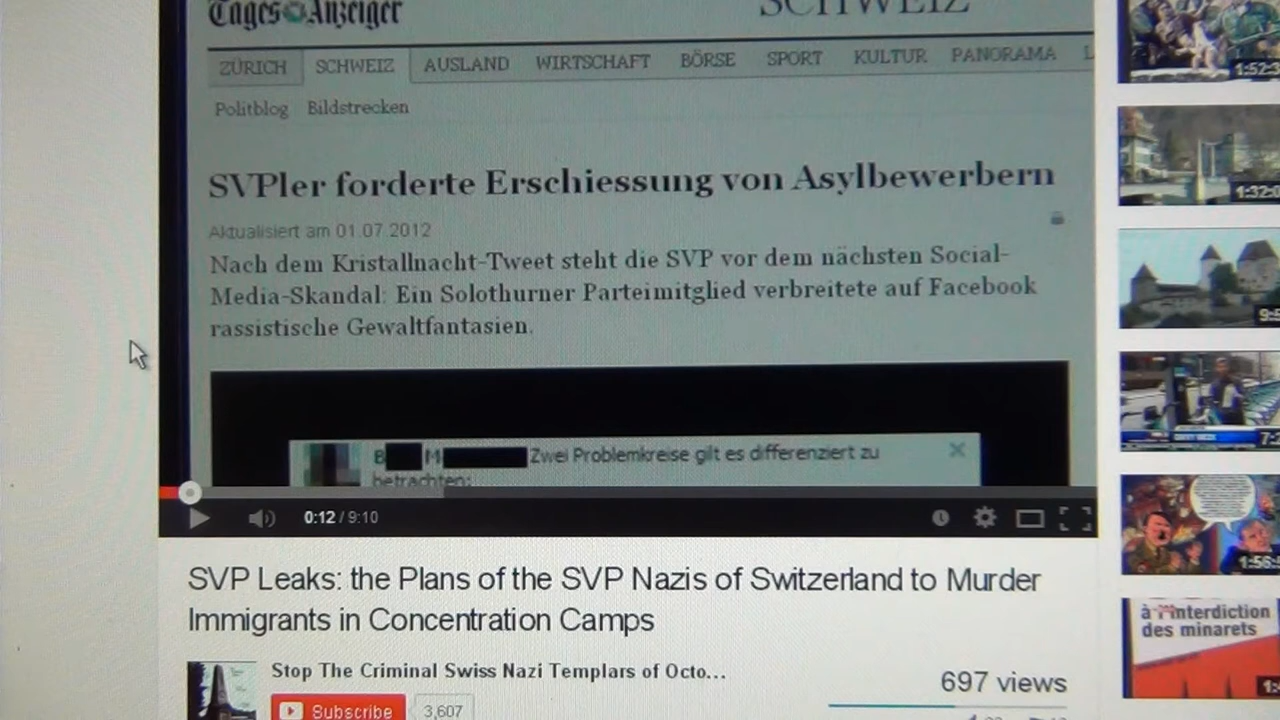 Tages Anzeiger
SCHWEIZ
ZÜRICH SCHWEIZ AUSLAND WIRTSCHAFT BÖRSE SPORT KULTUR PANORAMA L
Politblog Bildstrecken
SVPler forderte Erschiessung von Asylbewerbern
Aktualisiert am 01.07.2012
Nach dem Kristallnacht-Tweet steht die SVP vor dem nächsten Social-
Media-Skandal: Ein Solothurner Parteimitglied verbreitete auf Facebook
rassistische Gewaltfantasien.
B M Zwei Problemkreise gilt es differenziert zu
betrachten:
0:12 / 9:10
SVP Leaks: the Plans of the SVP Nazis of Switzerland to Murder
Immigrants in Concentration Camps
Stop The Criminal Swiss Nazi Templars of Octo...
Subscribe 3,607
697 views
1:52:3
1:32:0
9:5
7:2
1:56:5
à l'interdiction
des minarets